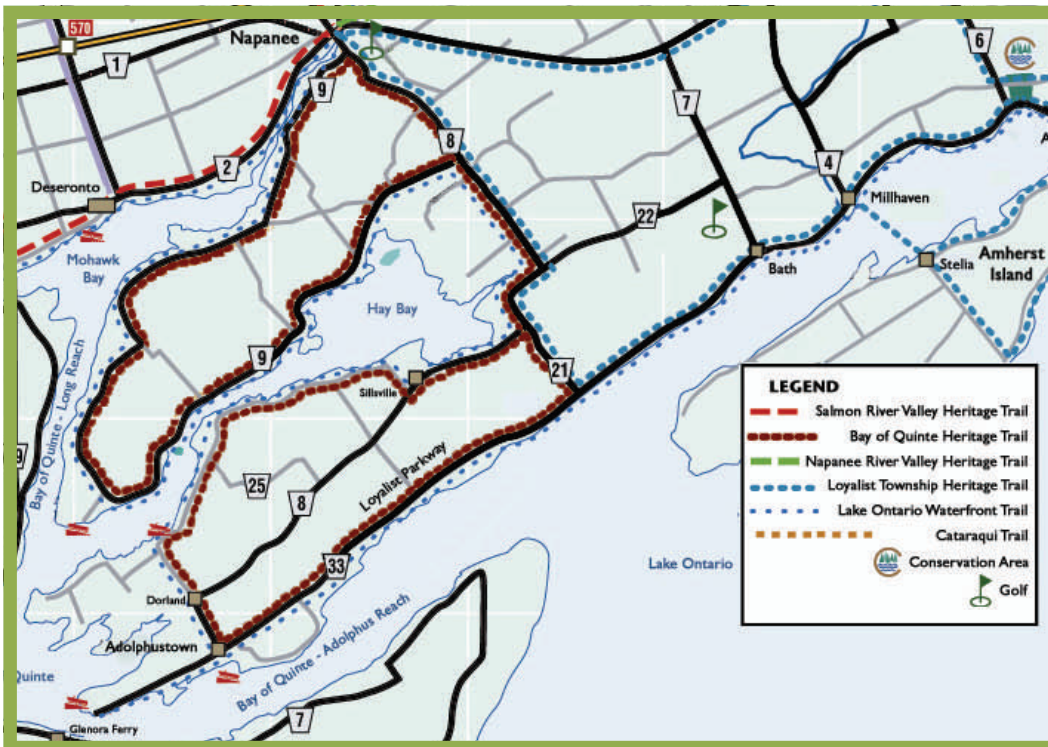 570
Napanee
1
9
6
7
8
2
4
Deseronto
22
Millhaven
Mohawk
Bay
Bath
Stella
Amherst
Island
Hay Bay
Bay of Quinte - Long Reach
9
21
Sillsville
9
LEGEND
Salmon River Valley Heritage Trail
Bay of Quinte Heritage Trail
Napanee River Valley Heritage Trail
Loyalist Township Heritage Trail
Lake Ontario Waterfront Trail
Cataraqui Trail
Conservation Area
Golf
25
8
Loyalist Parkway
33
Lake Ontario
Dorland
Adolphustown
Bay of Quinte - Adolphus Reach
Quinte
7
Glenora Ferry